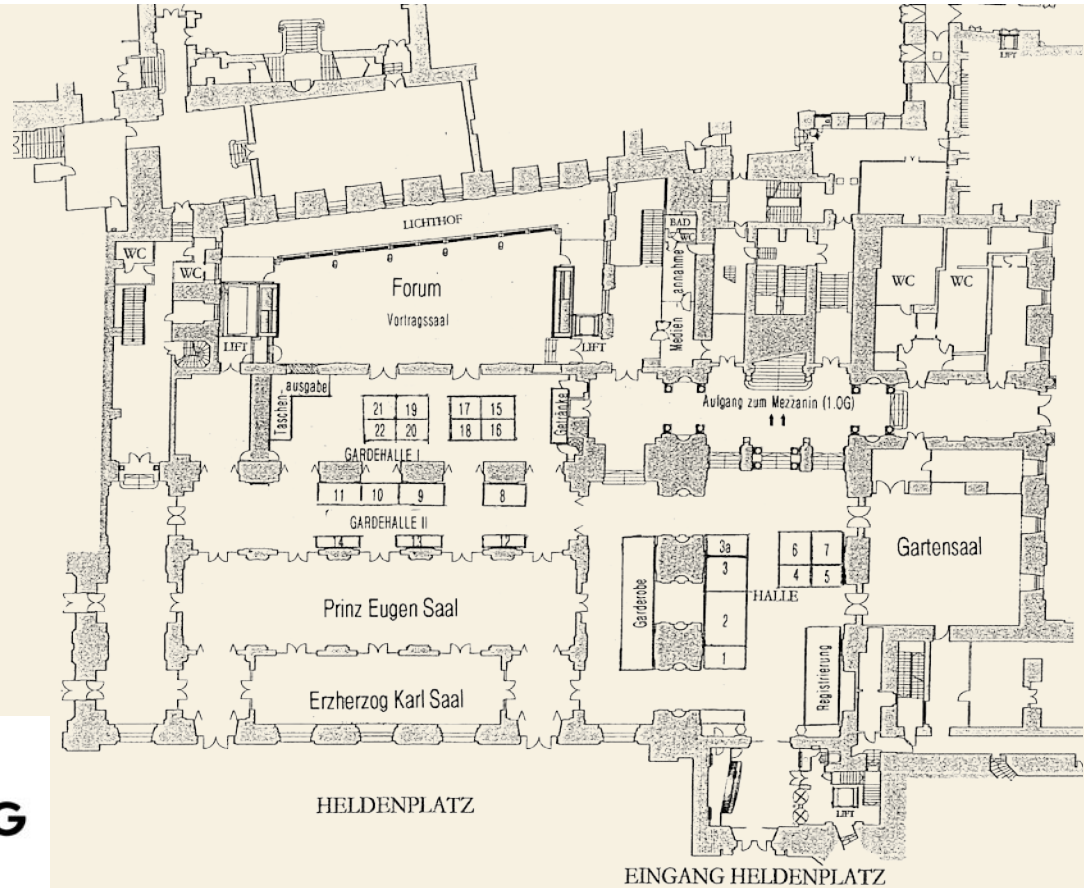 LIFT
LICHTHOF
BAD
WC
WC
WC
WC
WC
annahme
Medien
Forum
Vortragssaal
LIFT
LIFT
Taschen-
ausgabe
Getränke
21 19
22 20
17 15
18 16
Aufgang zum Mezzanin (1.OG)
GARDEHALLE I
11 10 9 8
GARDEHALLE II
14 13 12
Prinz Eugen Saal
Erzherzog Karl Saal
Garderobe
3a
3
2
1
6 7
4 5
HALLE
Gartensaal
Registrierung
LIFT
G
HELDENPLATZ
EINGANG HELDENPLATZ